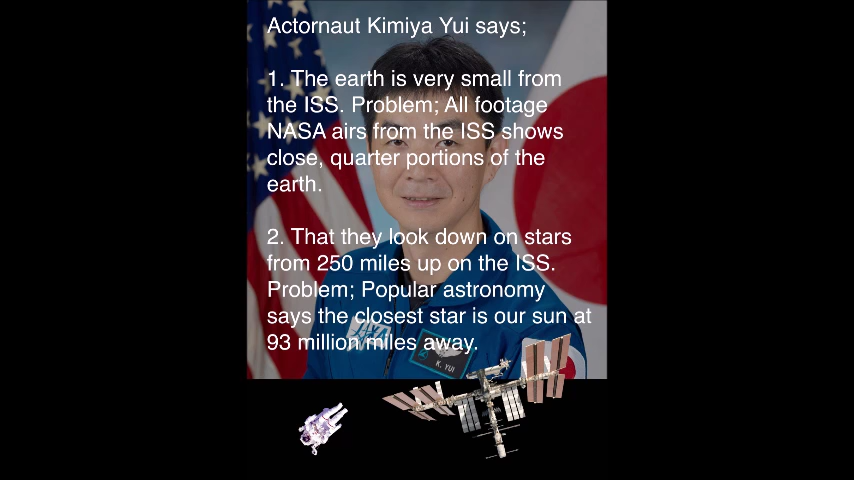 Actornaut Kimiya Yui says;
1. The earth is very small from
the ISS. Problem; All footage
NASA airs from the ISS shows
close, quarter portions of the
earth.
2. That they look down on stars
from 250 miles up on the ISS.
Problem; Popular astronomy
says the closest star is our sun at
93 million miles away.
K. YUI